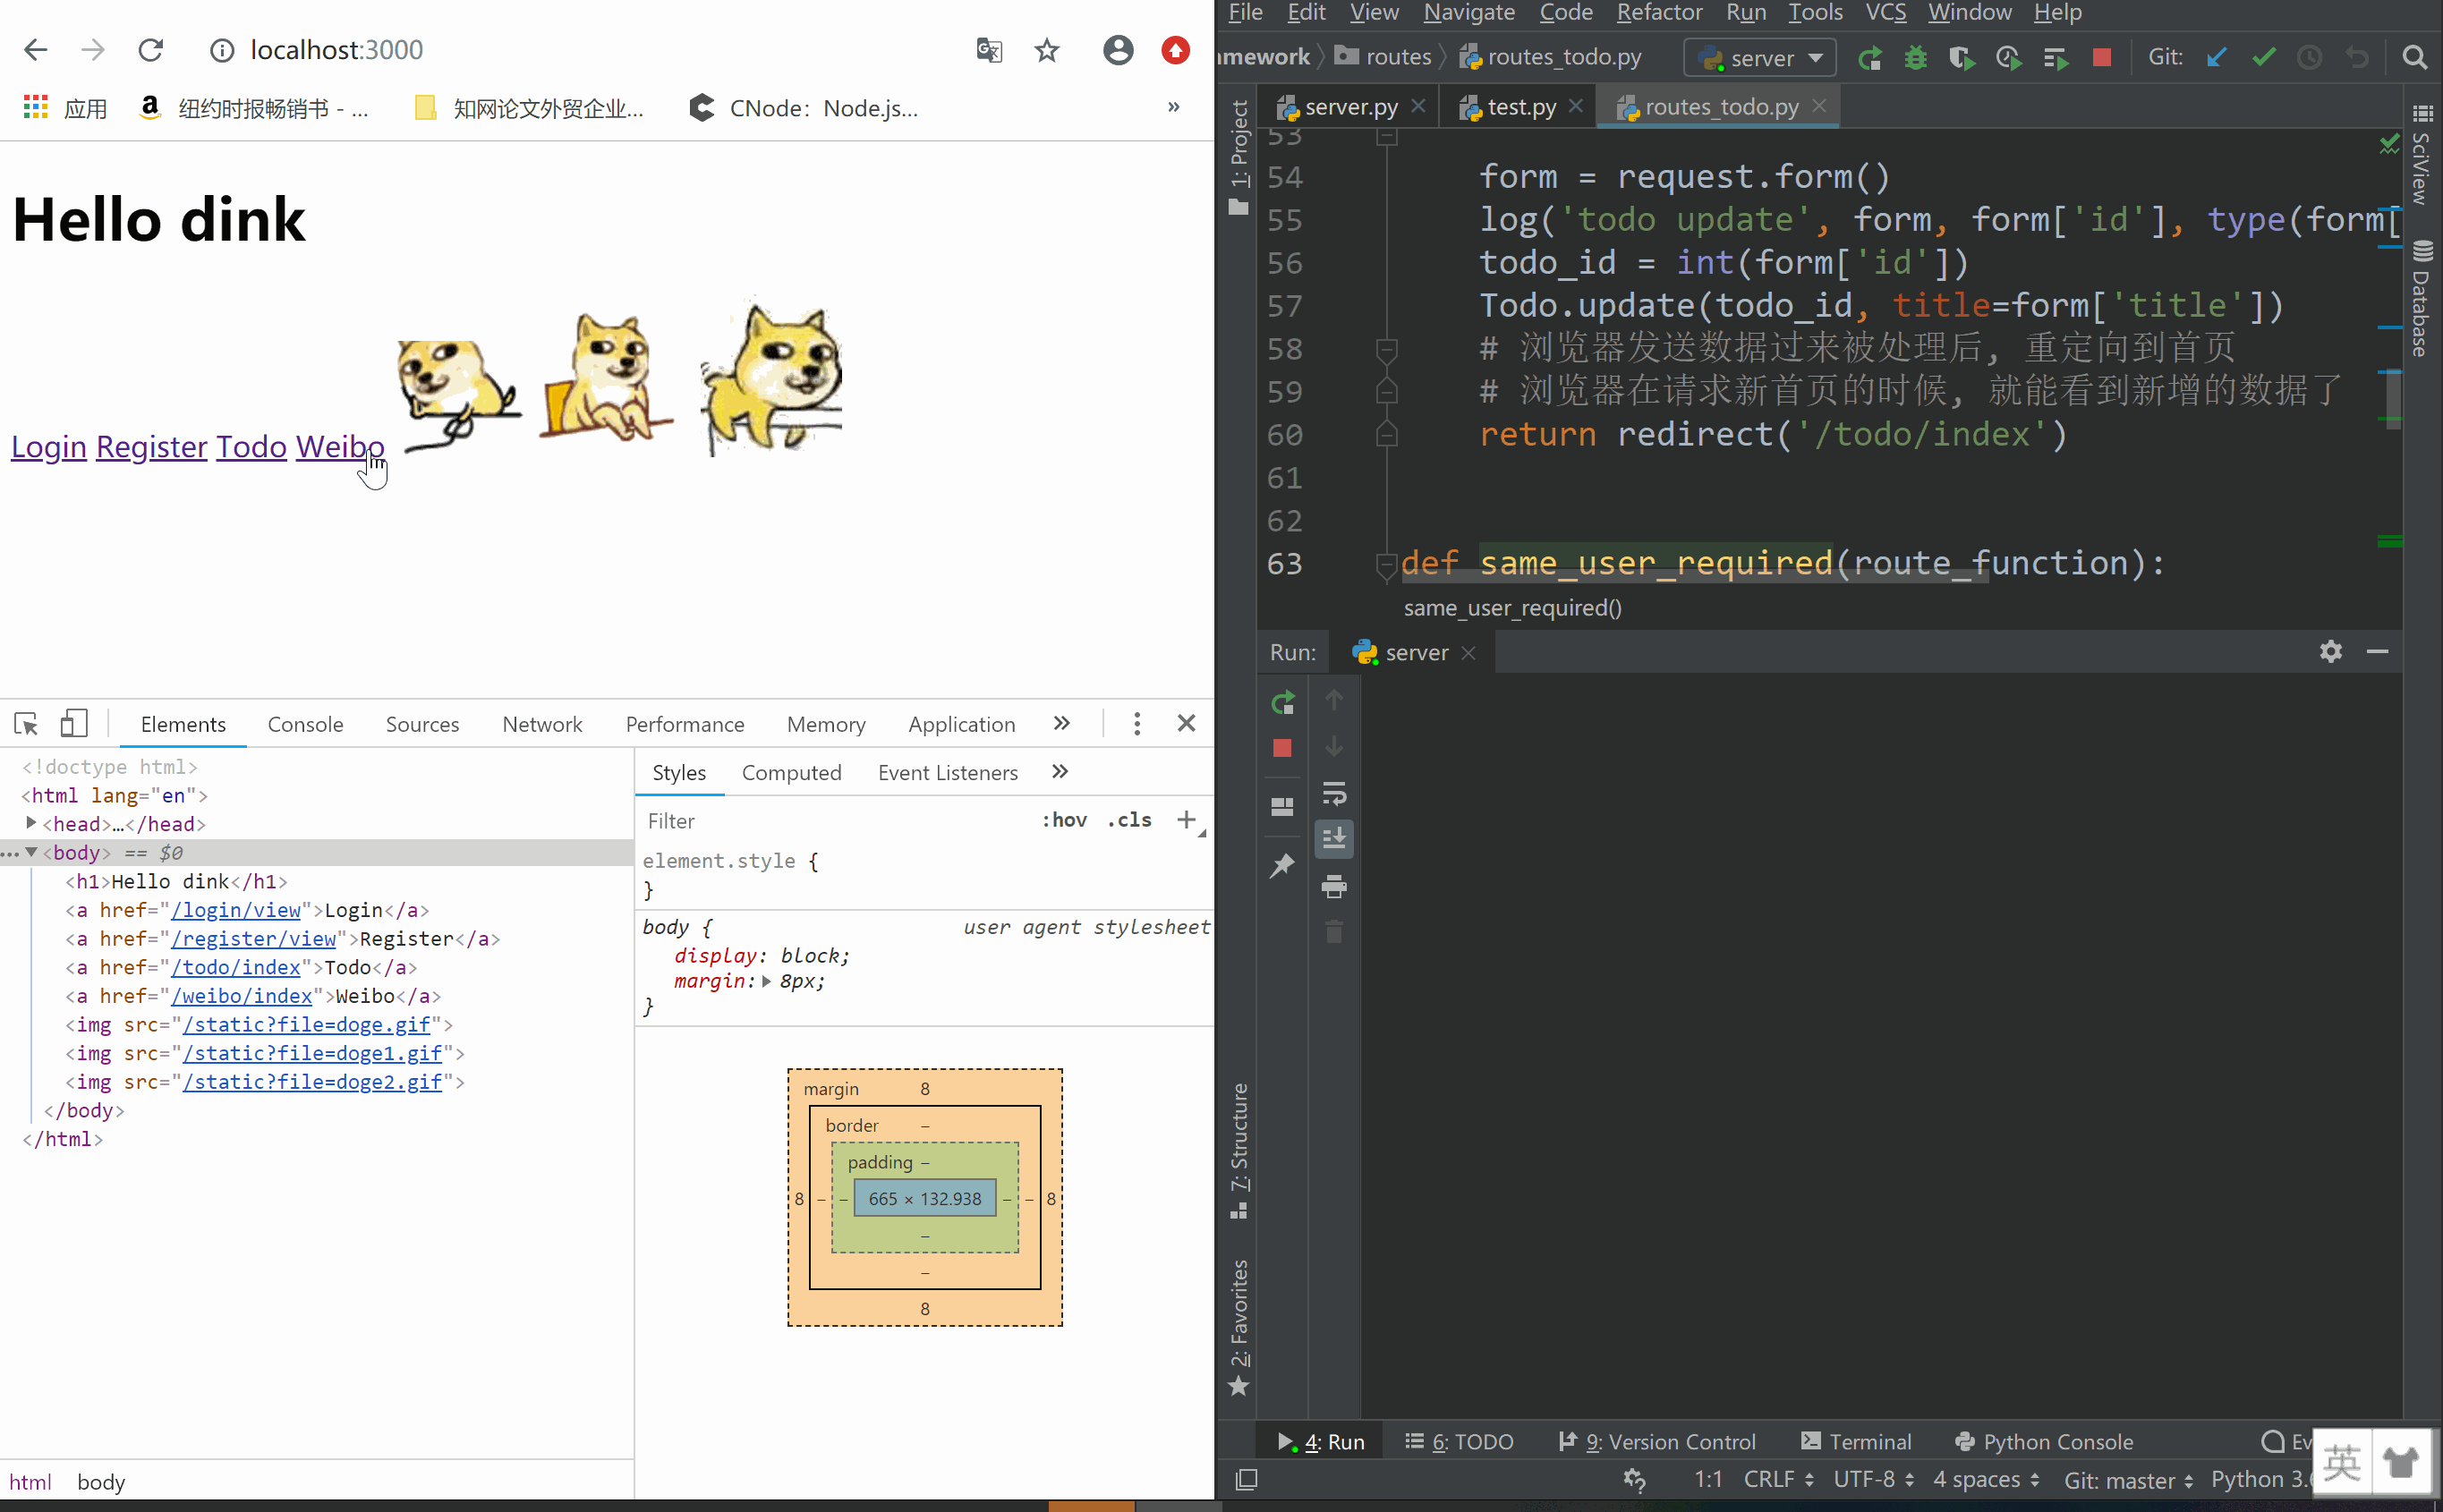 localhost:3000
应用 纽约时报畅销书 - ... 知网论文外贸企业... CNode：Node.js... »
Hello dink
Login Register Todo Weibo
Elements Console Sources Network Performance Memory Application »
<!doctype html>
<html lang="en">
<head>…</head>
<body> == $0
<h1>Hello dink</h1>
<a href="/login/view">Login</a>
<a href="/register/view">Register</a>
<a href="/todo/index">Todo</a>
<a href="/weibo/index">Weibo</a>
<img src="/static?file=doge.gif">
<img src="/static?file=doge1.gif">
<img src="/static?file=doge2.gif">
</body>
</html>
html body
Styles Computed Event Listeners »
Filter :hov .cls +
element.style {
}
body { user agent stylesheet
display: block;
margin: 8px;
}
margin 8
border –
padding –
8 – – 665 × 132.938 – – 8
–
–
8
File Edit View Navigate Code Refactor Run Tools VCS Window Help
mework routes routes_todo.py server Git:
server.py test.py routes_todo.py
1: Project
7: Structure
2: Favorites
SciView
Database
53
54 form = request.form()
55 log('todo update', form, form['id'], type(form[
56 todo_id = int(form['id'])
57 Todo.update(todo_id, title=form['title'])
58 # 浏览器发送数据过来被处理后, 重定向到首页
59 # 浏览器在请求新首页的时候, 就能看到新增的数据了
60 return redirect('/todo/index')
61
62
63 def same_user_required(route_function):
same_user_required()
Run: server
4: Run 6: TODO 9: Version Control Terminal Python Console Ev
1:1 CRLF UTF-8 4 spaces Git: master Python 3.
英